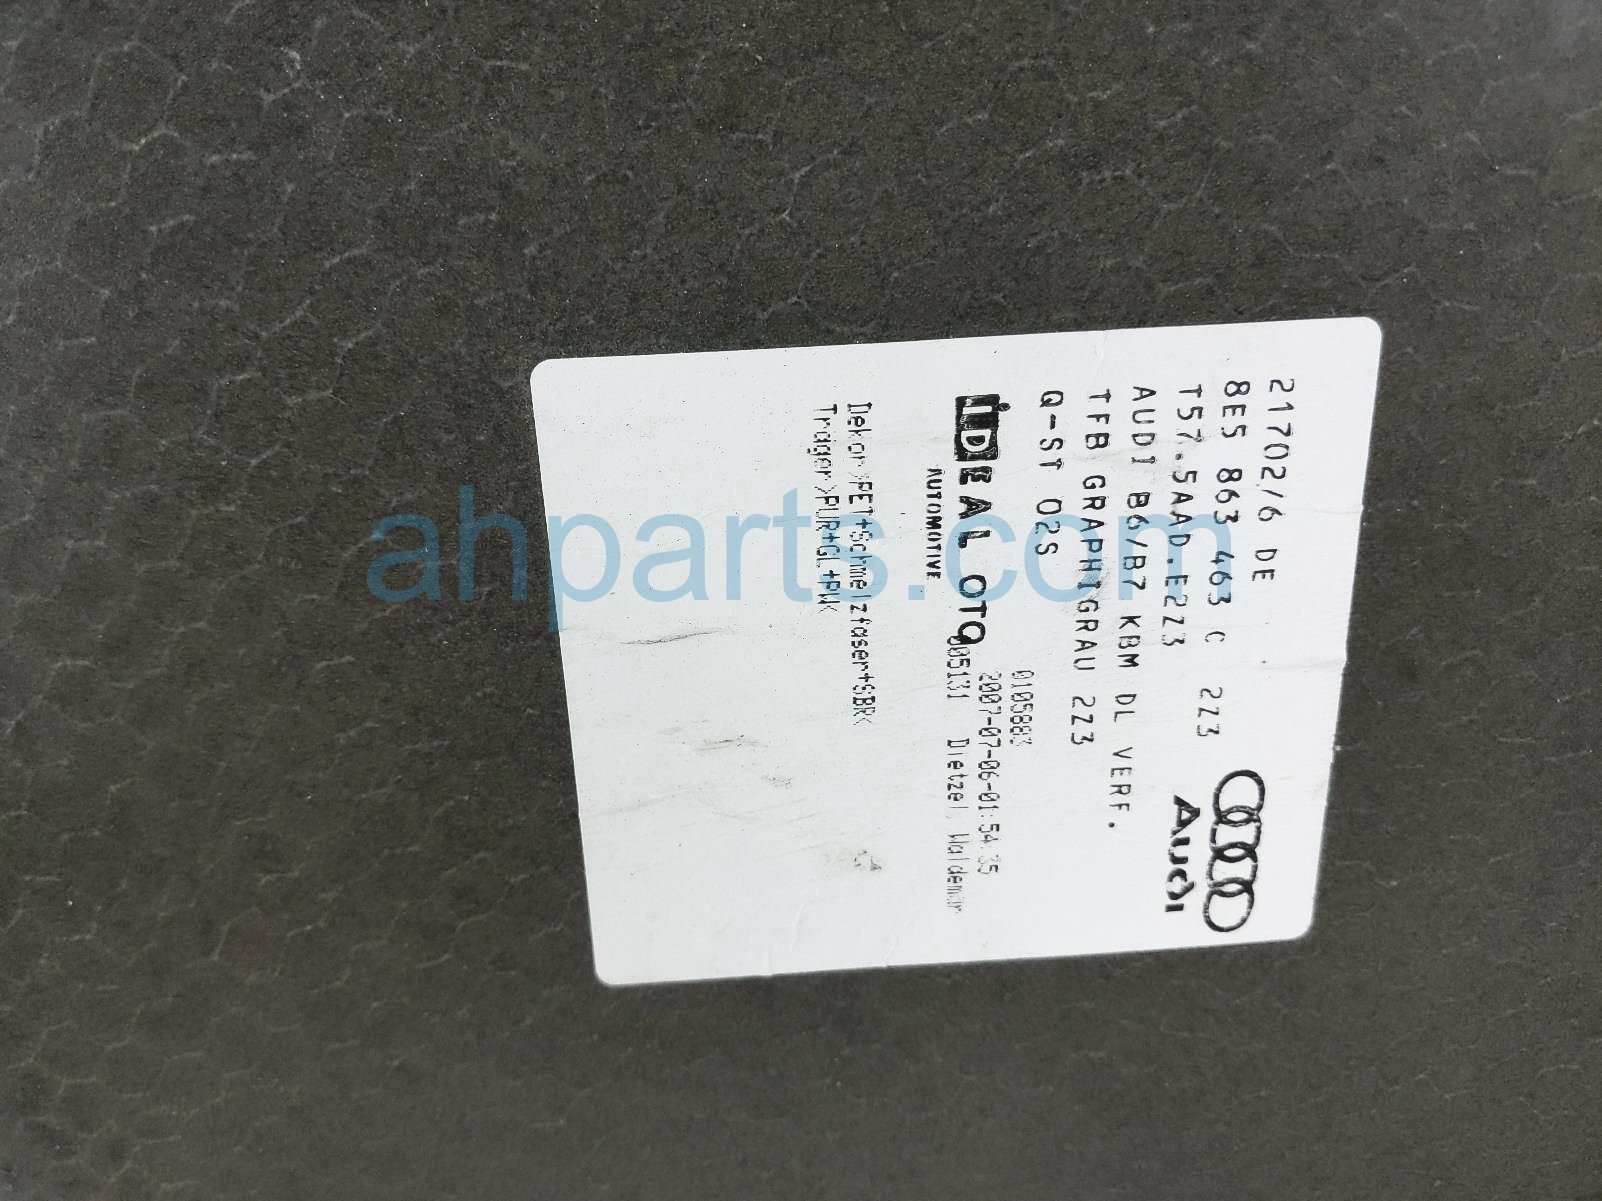 21702/6 DE
8E5 863 463 C 2Z3
T57.5AAD.E2Z3
AUDI B6/B7 KBM DL VERF.
TFB GRAPHIGRAU 2Z3
Q-ST 02S
Audi
0105883
IDEAL OTO 2007-07-06-01:54:35
AUTOMOTIVE 005131 Dietzel, Waldemar
Dekor>PET+Schmelzfaser+SBR<
Trager>PUR+GL+PW<
ahparts.com